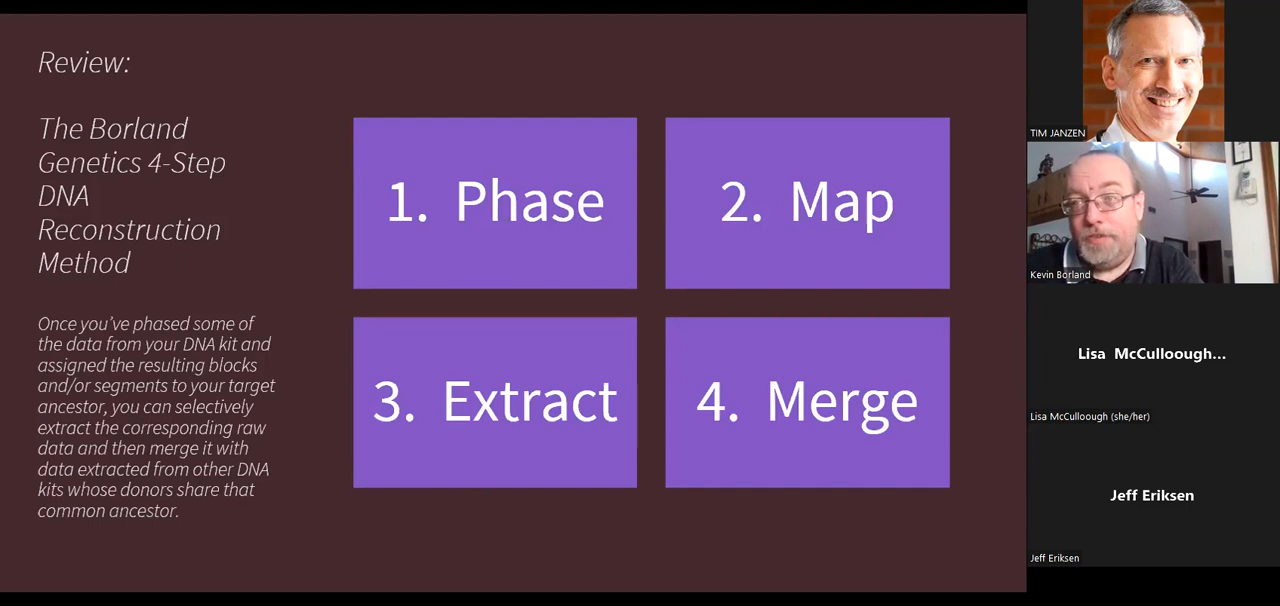 Review:
The Borland
Genetics 4-Step
DNA
Reconstruction
Method
Once you've phased some of
the data from your DNA kit and
assigned the resulting blocks
and/or segments to your target
ancestor, you can selectively
extract the corresponding raw
data and then merge it with
data extracted from other DNA
kits whose donors share that
common ancestor.
1. Phase
2. Map
3. Extract
4. Merge
TIM JANZEN
Kevin Borland
Lisa McCulloough...
Lisa McCulloough (she/her)
Jeff Eriksen
Jeff Eriksen